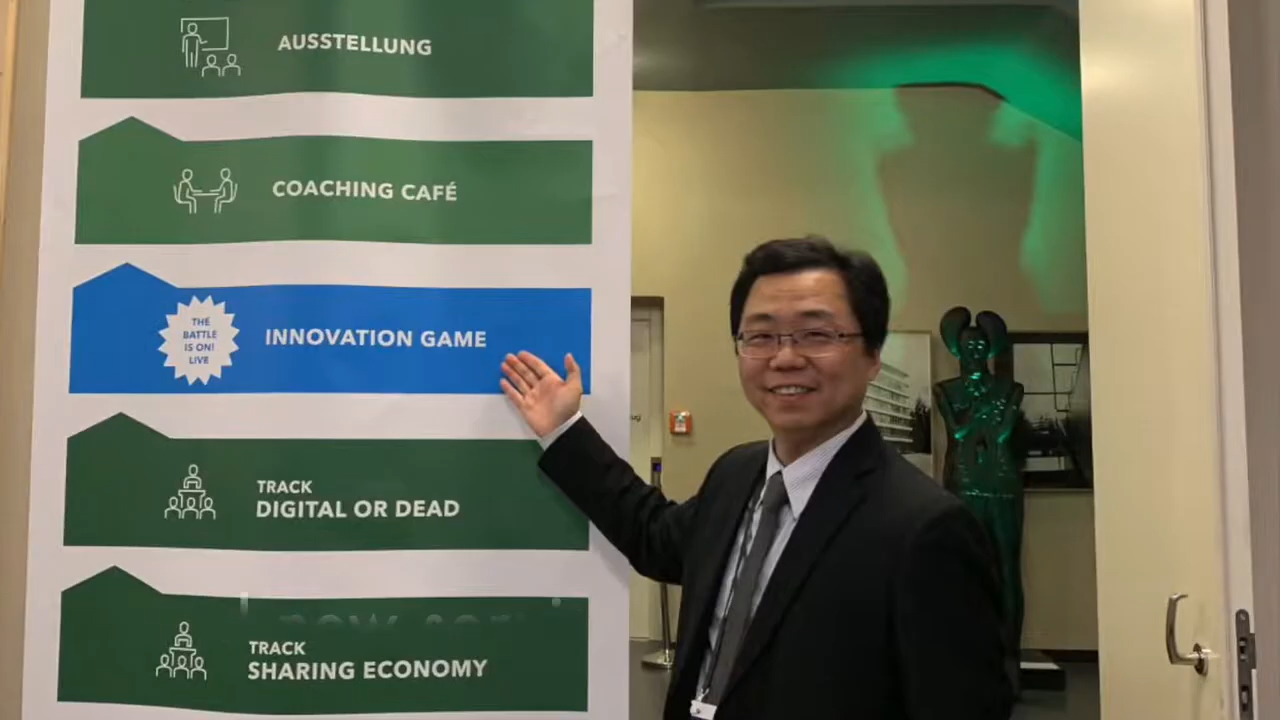 AUSSTELLUNG
COACHING CAFÉ
THE
BATTLE
IS ON!
LIVE
INNOVATION GAME
TRACK
DIGITAL OR DEAD
TRACK
SHARING ECONOMY